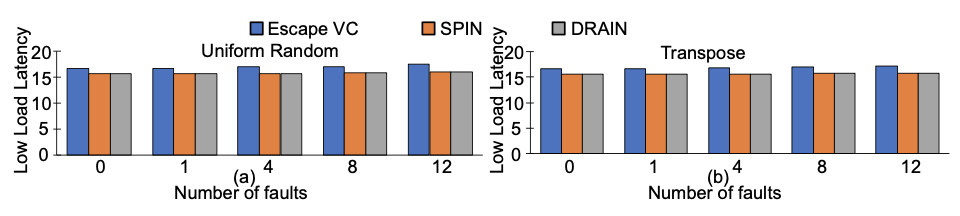 Escape VC SPIN DRAIN
Uniform Random
Low Load Latency
20
15
10
5
0
0 1 4 8 12
(a)
Number of faults
Transpose
Low Load Latency
20
15
10
5
0
0 1 4 8 12
(b)
Number of faults